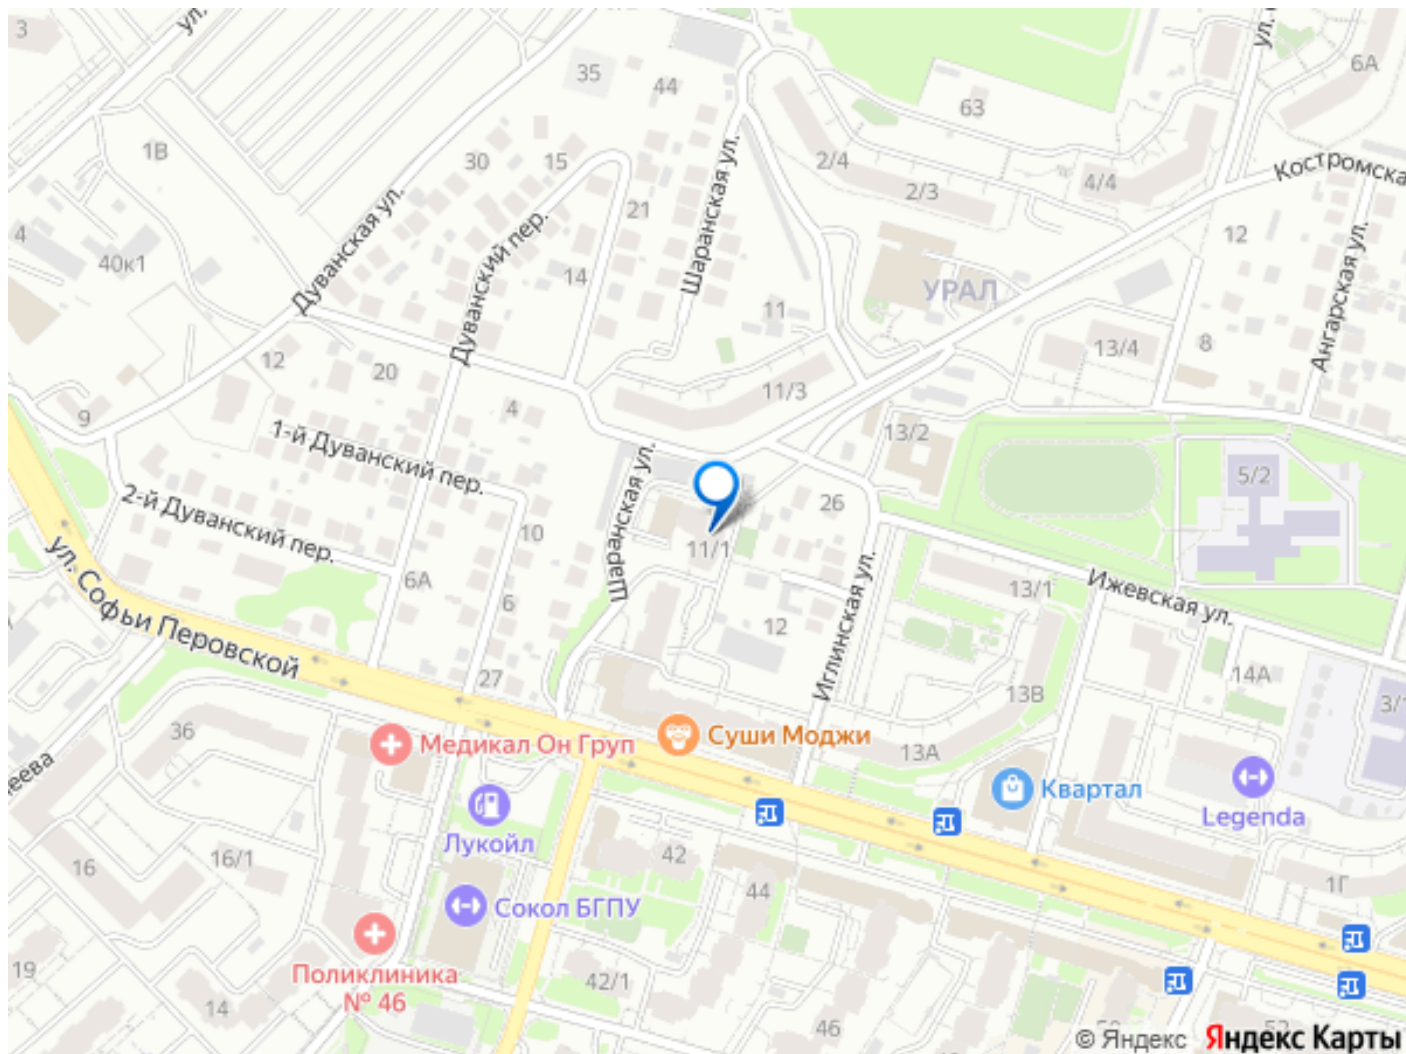 3
ул.
35
44
1В
30
15
21
4
40к1
Дуванская ул.
Дуванский пер.
14
Шаранская ул.
63
2/4
2/3
4/4
6А
Костромска
12
УРАЛ
11
11/3
13/4
8
Ангарская ул.
12
20
9
4
1-й Дуванский пер.
2-й Дуванский пер.
10
6А
6
Шаранская ул.
11/1
26
13/2
5/2
ул. Софьи Перовской
27
12
Иглинская ул.
13/1
Ижевская ул.
13В
14А
3/1
13А
36
Медикал Он Груп
Суши Моджи
Квартал
Legenda
еева
Лукойл
16
16/1
42
44
1Г
Сокол БГПУ
Поликлиника
№ 46
19
14
42/1
46
52
© Яндекс Яндекс Карты